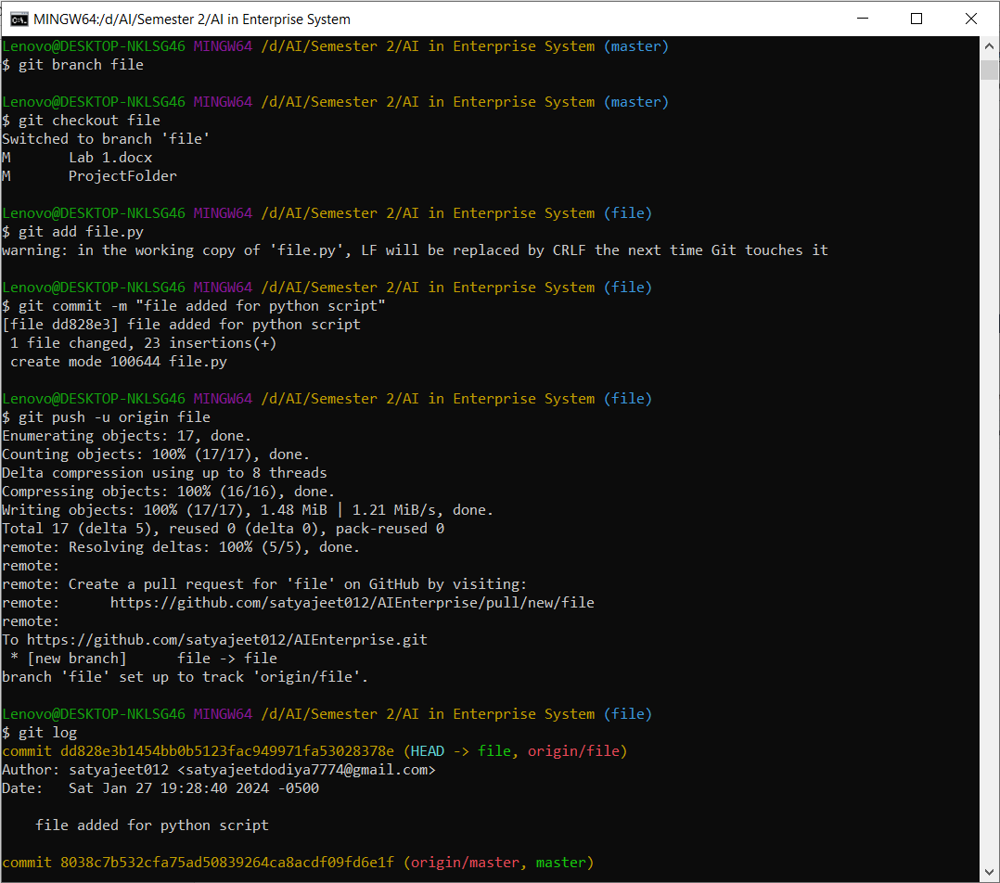 MINGW64:/d/AI/Semester 2/AI in Enterprise System
Lenovo@DESKTOP-NKLSG46 MINGW64 /d/AI/Semester 2/AI in Enterprise System (master)
$ git branch file
Lenovo@DESKTOP-NKLSG46 MINGW64 /d/AI/Semester 2/AI in Enterprise System (master)
$ git checkout file
Switched to branch 'file'
M       Lab 1.docx
M       ProjectFolder
Lenovo@DESKTOP-NKLSG46 MINGW64 /d/AI/Semester 2/AI in Enterprise System (file)
$ git add file.py
warning: in the working copy of 'file.py', LF will be replaced by CRLF the next time Git touches it
Lenovo@DESKTOP-NKLSG46 MINGW64 /d/AI/Semester 2/AI in Enterprise System (file)
$ git commit -m "file added for python script"
[file dd828e3] file added for python script
 1 file changed, 23 insertions(+)
 create mode 100644 file.py
Lenovo@DESKTOP-NKLSG46 MINGW64 /d/AI/Semester 2/AI in Enterprise System (file)
$ git push -u origin file
Enumerating objects: 17, done.
Counting objects: 100% (17/17), done.
Delta compression using up to 8 threads
Compressing objects: 100% (16/16), done.
Writing objects: 100% (17/17), 1.48 MiB | 1.21 MiB/s, done.
Total 17 (delta 5), reused 0 (delta 0), pack-reused 0
remote: Resolving deltas: 100% (5/5), done.
remote:
remote: Create a pull request for 'file' on GitHub by visiting:
remote:      https://github.com/satyajeet012/AIEnterprise/pull/new/file
remote:
To https://github.com/satyajeet012/AIEnterprise.git
 * [new branch]      file -> file
branch 'file' set up to track 'origin/file'.
Lenovo@DESKTOP-NKLSG46 MINGW64 /d/AI/Semester 2/AI in Enterprise System (file)
$ git log
commit dd828e3b1454bb0b5123fac949971fa53028378e (HEAD -> file, origin/file)
Author: satyajeet012 <satyajeetdodiya7774@gmail.com>
Date:   Sat Jan 27 19:28:40 2024 -0500
    file added for python script
commit 8038c7b532cfa75ad50839264ca8acdf09fd6e1f (origin/master, master)